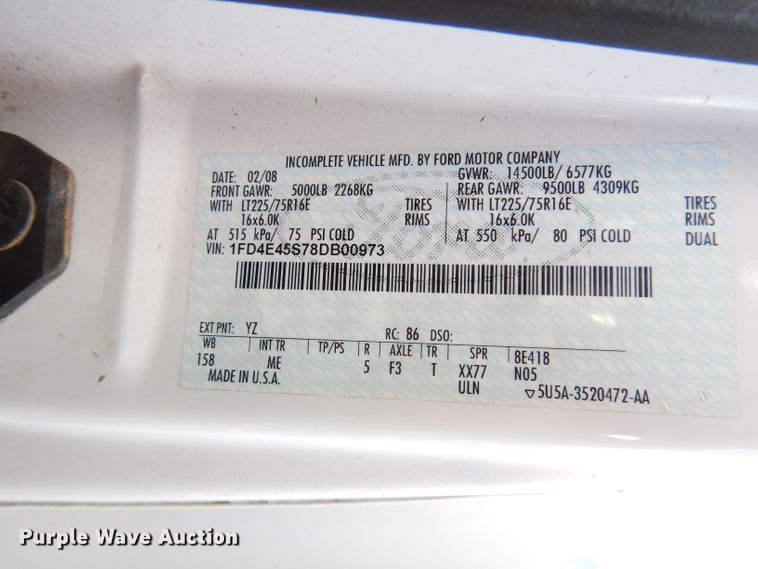 INCOMPLETE VEHICLE MFD. BY FORD MOTOR COMPANY
DATE: 02/08 GVWR: 14500LB/ 6577KG
FRONT GAWR: 5000LB 2268KG REAR GAWR: 9500LB 4309KG
WITH LT225/75R16E TIRES WITH LT225/75R16E TIRES
16x6.0K RIMS 16x6.0K RIMS
AT 515 kPa/ 75 PSI COLD AT 550 kPa/ 80 PSI COLD DUAL
VIN: 1FD4E45S78DB00973
EXT PNT: YZ RC: 86 DSO:
WB INT TR TP/PS R AXLE TR SPR 8E418
158 ME 5 F3 T XX77 N05
MADE IN U.S.A. ULN ▽5U5A-3520472-AA
Purple Wave Auction